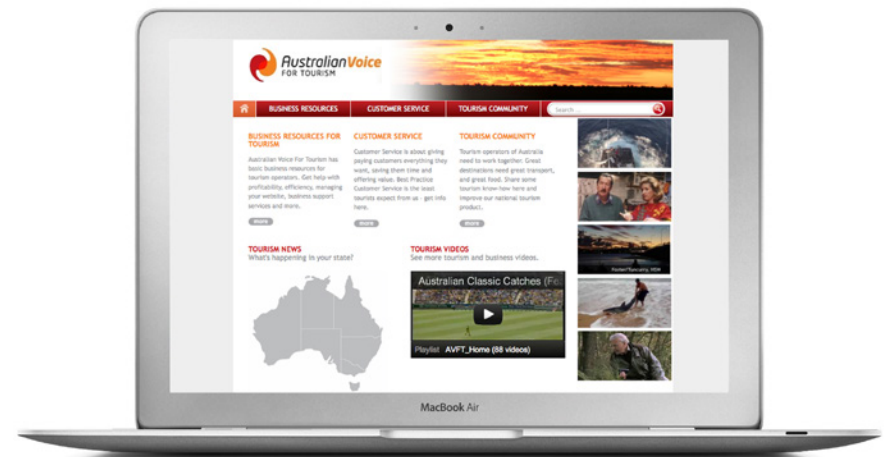 AustralianVoice
FOR TOURISM
BUSINESS RESOURCES
CUSTOMER SERVICE
TOURISM COMMUNITY
Search ...
BUSINESS RESOURCES FOR
TOURISM
Australian Voice For Tourism has
basic business resources for
tourism operators. Get help with
profitability, efficiency, managing
your website, business support
services and more.
more
CUSTOMER SERVICE
Customer Service is about giving
paying customers everything they
want, saving them time and
offering value. Best Practice
Customer Service is the least
tourists expect from us - get info
here.
more
TOURISM COMMUNITY
Tourism operators of Australia
need to work together. Great
destinations need great transport,
and great food. Share some
tourism know-how here and
improve our national tourism
product.
more
TOURISM NEWS
What's happening in your state?
TOURISM VIDEOS
See more tourism and business videos.
Australian Classic Catches (Fe...
Playlist AVFT_Home (88 videos)
MacBook Air